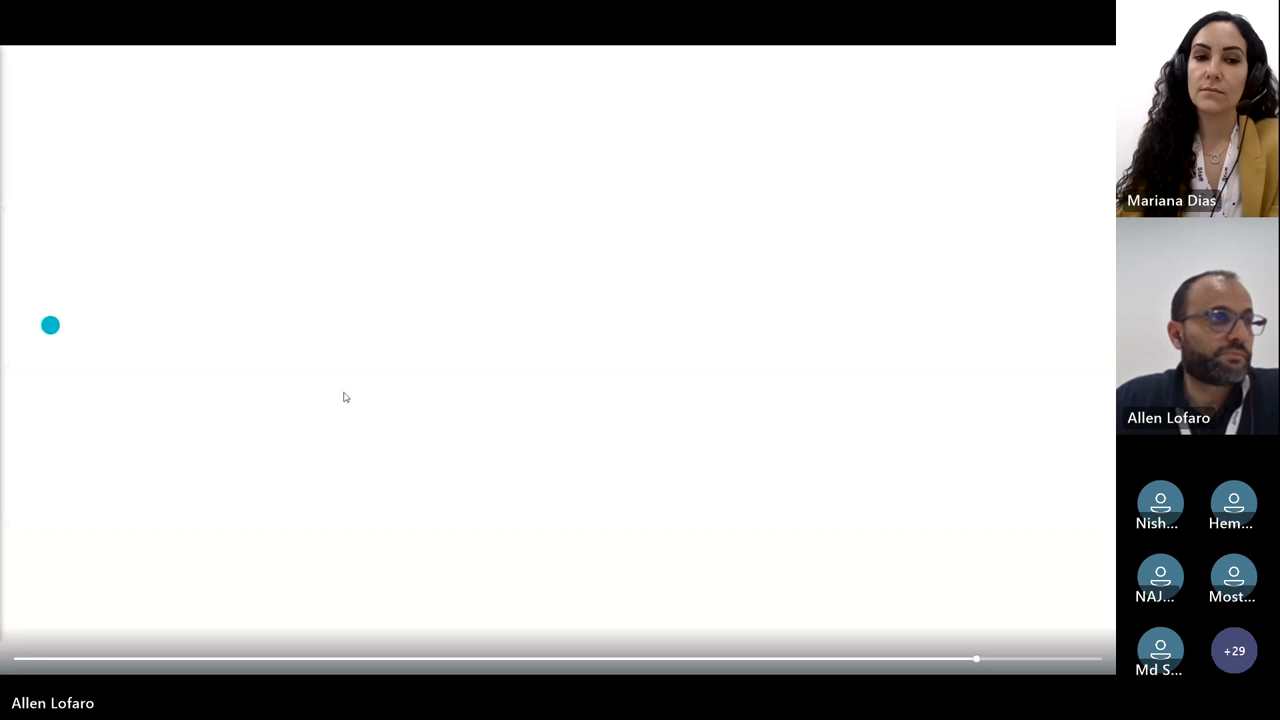 Mariana Dias
Allen Lofaro
Nish...
Hem...
NAJ...
Most...
Md S...
+29
Allen Lofaro